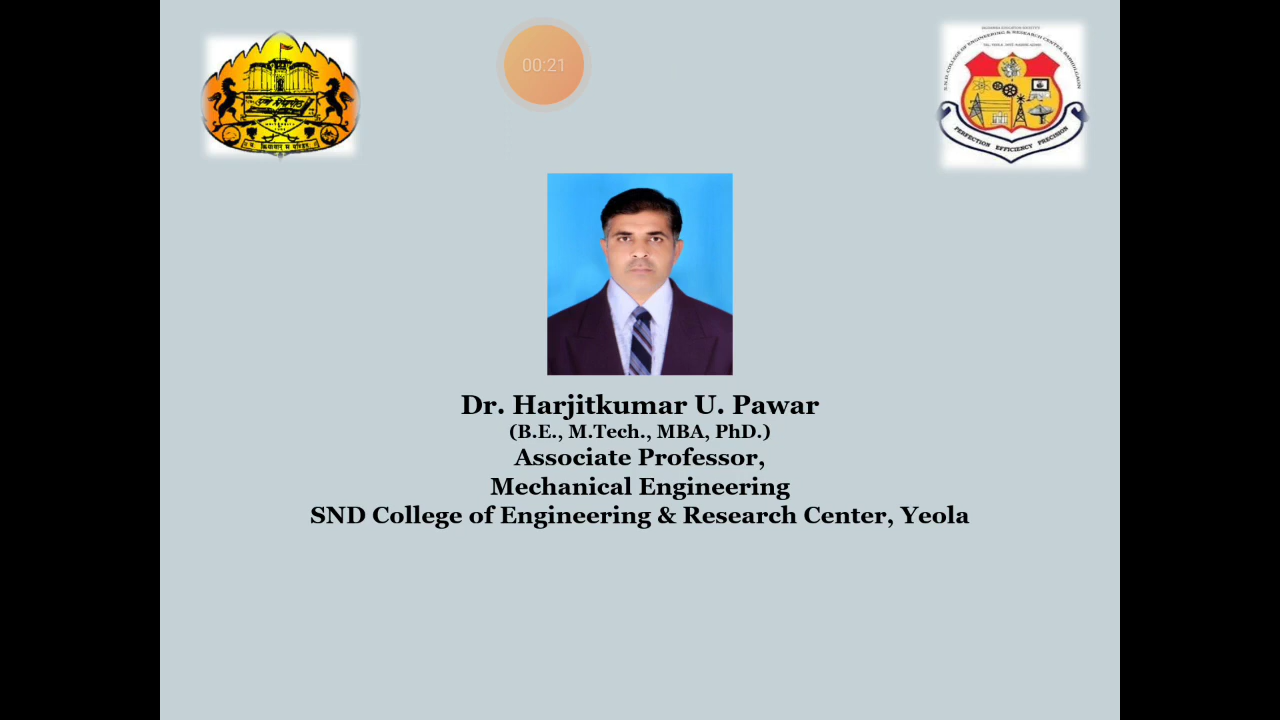 00:21
PERFECTION EFFICIENCY PRECISION
Dr. Harjitkumar U. Pawar
(B.E., M.Tech., MBA, PhD.)
Associate Professor,
Mechanical Engineering
SND College of Engineering & Research Center, Yeola